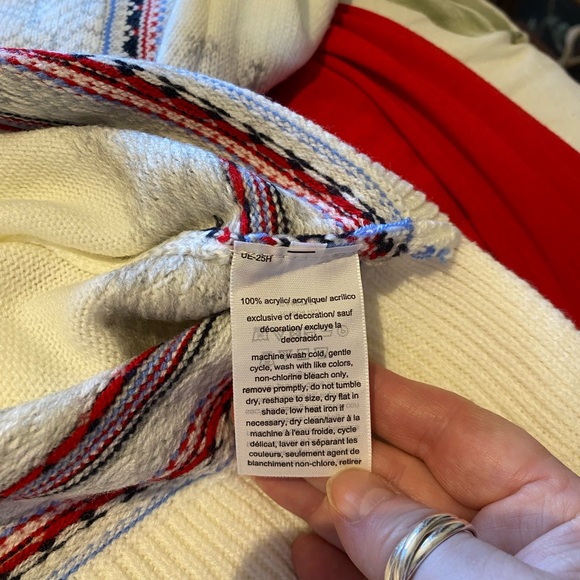 UE-25H
100% acrylic/ acrylique/ acrílico
exclusive of decoration/ sauf
décoration/ excluye la
decoración
machine wash cold, gentle
cycle, wash with like colors,
non-chlorine bleach only,
remove promptly, do not tumble
dry, reshape to size, dry flat in
shade, low heat iron if
necessary, dry clean/laver à la
machine à l'eau froide, cycle
délicat, laver en séparant les
couleurs, seulement agent de
blanchiment non-chlore, retirer